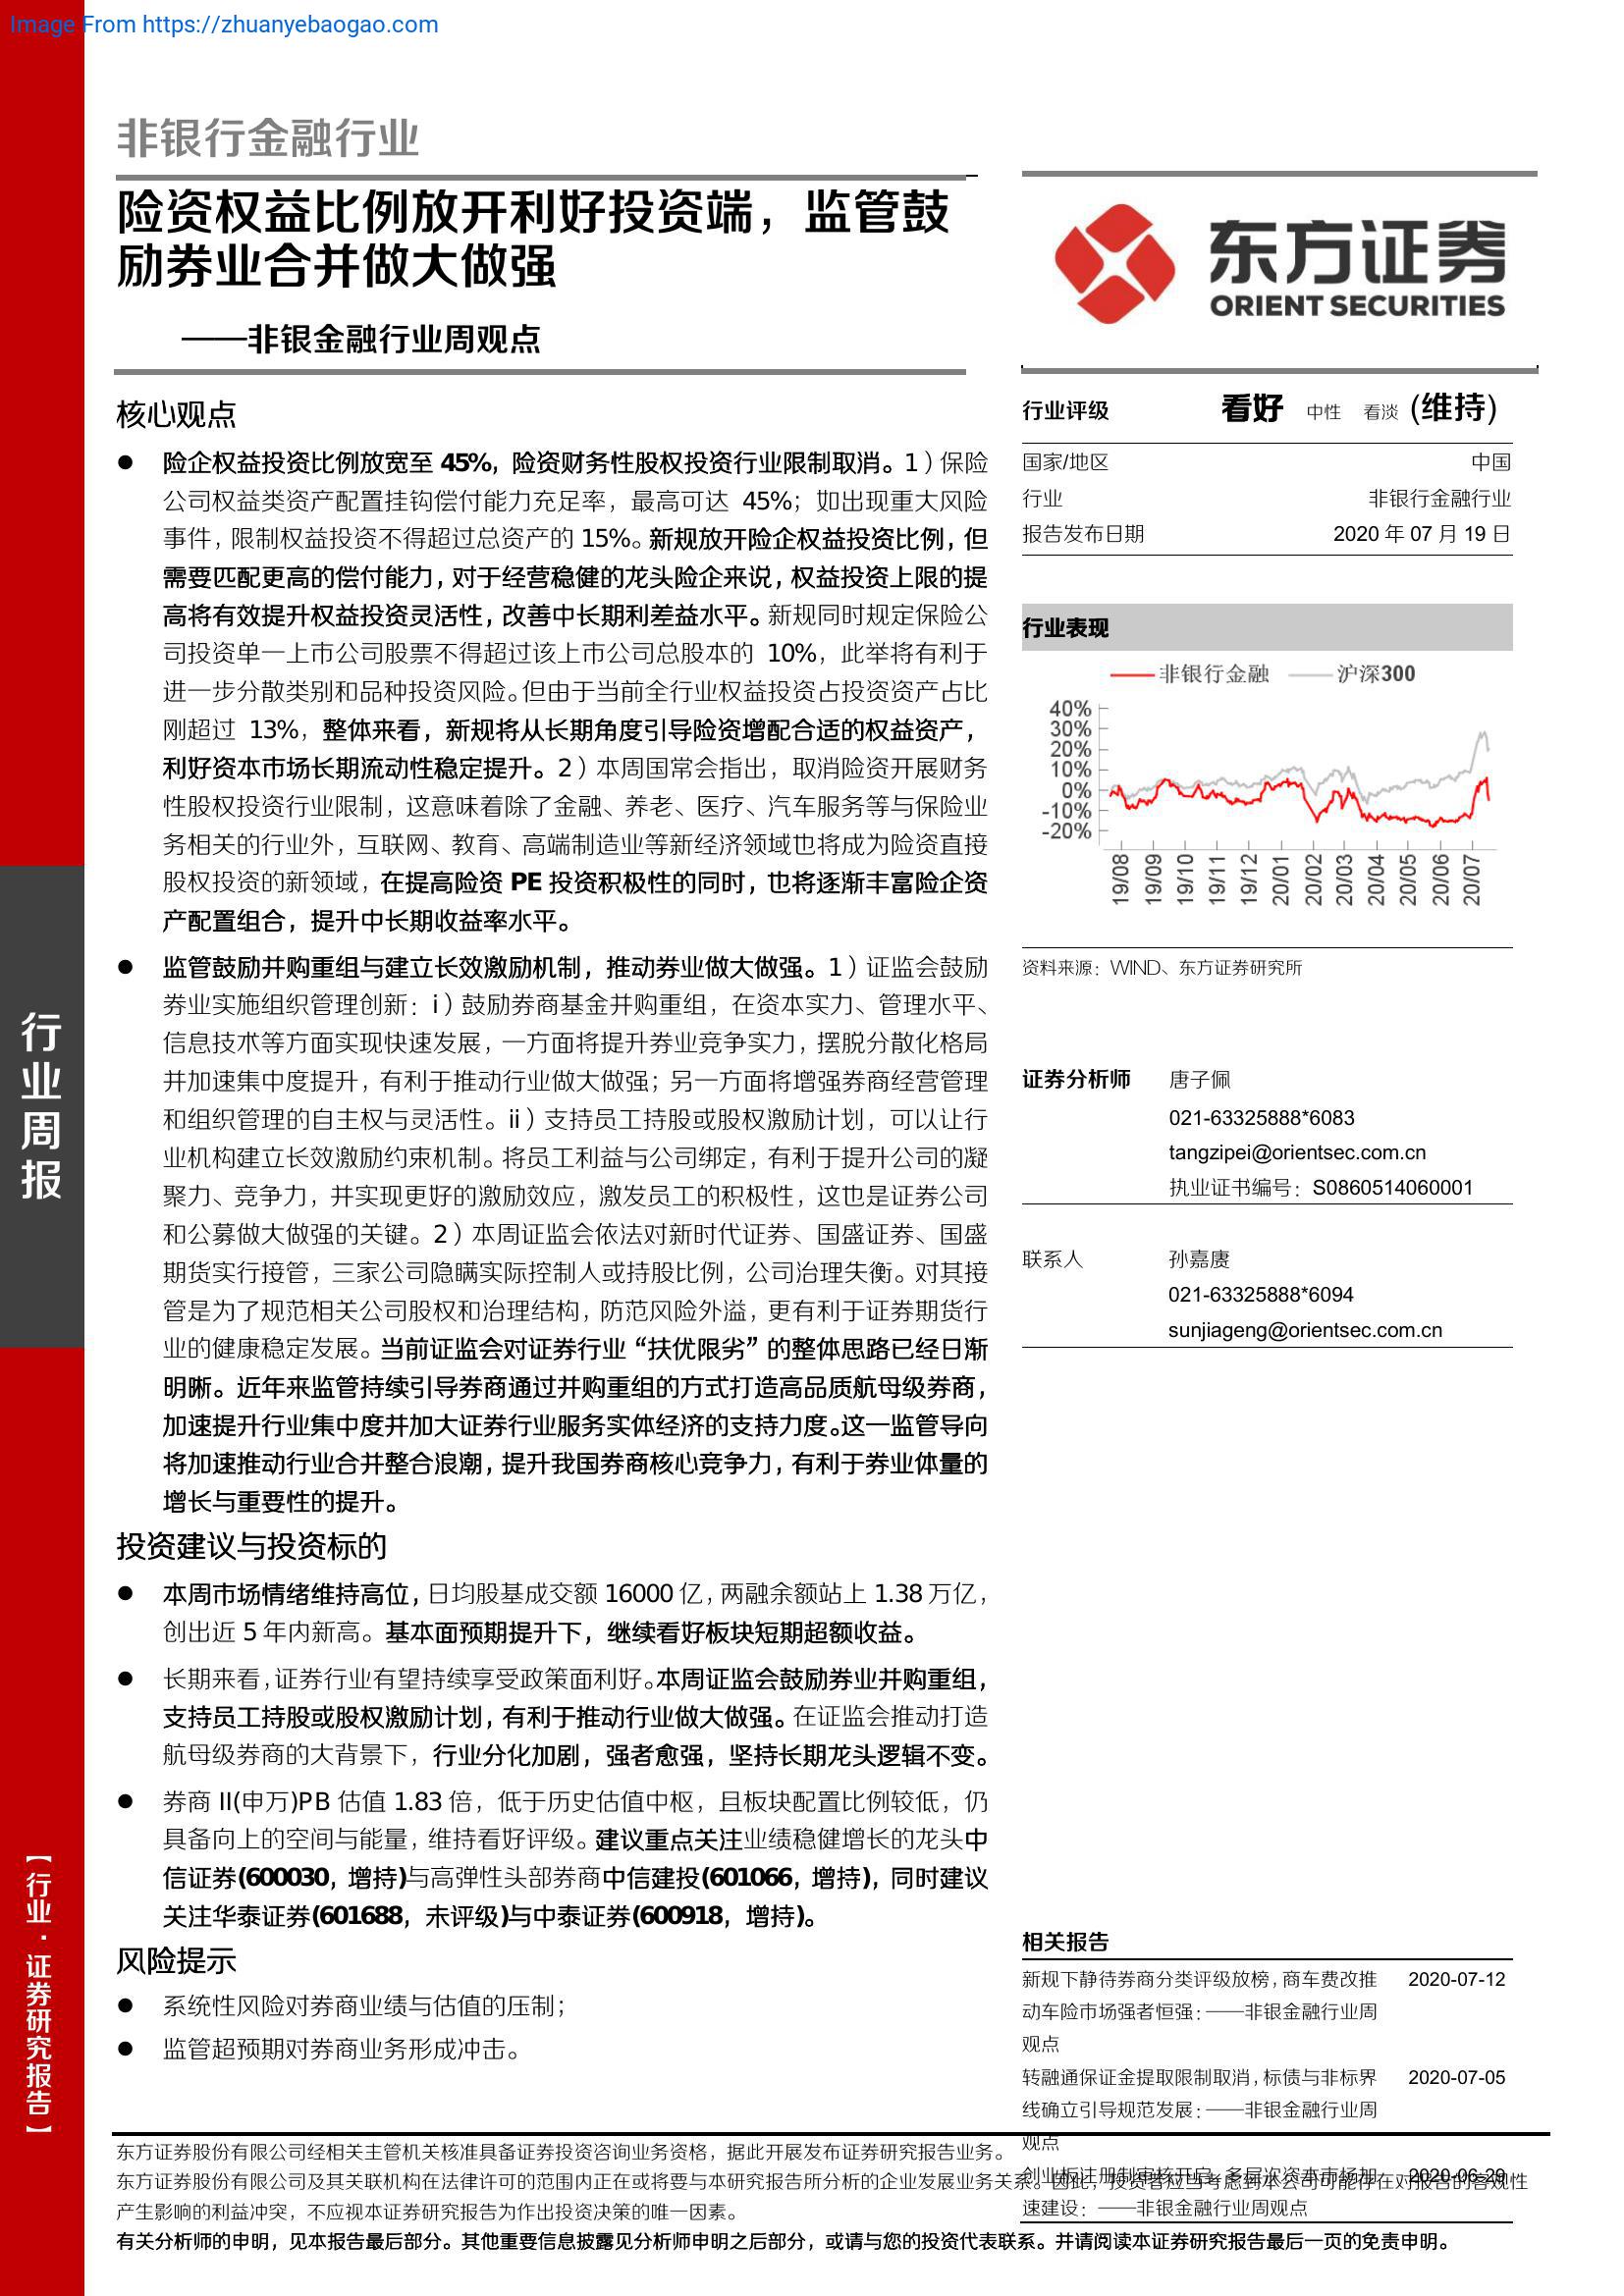 Image From https://zhuanyebaogao.com
非银行金融行业
险资权益比例放开利好投资端，监管鼓
励券业合并做大做强
——非银金融行业周观点
核心观点
● 险企权益投资比例放宽至 45%，险资财务性股权投资行业限制取消。1）保险
公司权益类资产配置挂钩偿付能力充足率，最高可达 45%；如出现重大风险
事件，限制权益投资不得超过总资产的 15%。新规放开险企权益投资比例，但
需要匹配更高的偿付能力，对于经营稳健的龙头险企来说，权益投资上限的提
高将有效提升权益投资灵活性，改善中长期利差益水平。新规同时规定保险公
司投资单一上市公司股票不得超过该上市公司总股本的 10%，此举将有利于
进一步分散类别和品种投资风险。但由于当前全行业权益投资占投资资产占比
刚超过 13%，整体来看，新规将从长期角度引导险资增配合适的权益资产，
利好资本市场长期流动性稳定提升。2）本周国常会指出，取消险资开展财务
性股权投资行业限制，这意味着除了金融、养老、医疗、汽车服务等与保险业
务相关的行业外，互联网、教育、高端制造业等新经济领域也将成为险资直接
股权投资的新领域，在提高险资 PE 投资积极性的同时，也将逐渐丰富险企资
产配置组合，提升中长期收益率水平。
● 监管鼓励并购重组与建立长效激励机制，推动券业做大做强。1）证监会鼓励
券业实施组织管理创新：i）鼓励券商基金并购重组，在资本实力、管理水平、
信息技术等方面实现快速发展，一方面将提升券业竞争实力，摆脱分散化格局
并加速集中度提升，有利于推动行业做大做强；另一方面将增强券商经营管理
和组织管理的自主权与灵活性。ii）支持员工持股或股权激励计划，可以让行
业机构建立长效激励约束机制。将员工利益与公司绑定，有利于提升公司的凝
聚力、竞争力，并实现更好的激励效应，激发员工的积极性，这也是证券公司
和公募做大做强的关键。2）本周证监会依法对新时代证券、国盛证券、国盛
期货实行接管，三家公司隐瞒实际控制人或持股比例，公司治理失衡。对其接
管是为了规范相关公司股权和治理结构，防范风险外溢，更有利于证券期货行
业的健康稳定发展。当前证监会对证券行业“扶优限劣”的整体思路已经日渐
明晰。近年来监管持续引导券商通过并购重组的方式打造高品质航母级券商，
加速提升行业集中度并加大证券行业服务实体经济的支持力度。这一监管导向
将加速推动行业合并整合浪潮，提升我国券商核心竞争力，有利于券业体量的
增长与重要性的提升。
投资建议与投资标的
● 本周市场情绪维持高位，日均股基成交额 16000 亿，两融余额站上 1.38 万亿，
创出近 5 年内新高。基本面预期提升下，继续看好板块短期超额收益。
● 长期来看，证券行业有望持续享受政策面利好。本周证监会鼓励券业并购重组，
支持员工持股或股权激励计划，有利于推动行业做大做强。在证监会推动打造
航母级券商的大背景下，行业分化加剧，强者愈强，坚持长期龙头逻辑不变。
● 券商 II(申万)PB 估值 1.83 倍，低于历史估值中枢，且板块配置比例较低，仍
具备向上的空间与能量，维持看好评级。建议重点关注业绩稳健增长的龙头中
信证券(600030，增持)与高弹性头部券商中信建投(601066，增持)，同时建议
关注华泰证券(601688，未评级)与中泰证券(600918，增持)。
风险提示
● 系统性风险对券商业绩与估值的压制；
● 监管超预期对券商业务形成冲击。
东方证券
ORIENT SECURITIES
行业评级 看好 中性 看淡 (维持)
国家/地区 中国
行业 非银行金融行业
报告发布日期 2020 年 07 月 19 日
行业表现
非银行金融 沪深300
40%
30%
20%
10%
0%
-10%
-20%
19/08 19/09 19/10 19/11 19/12 20/01 20/02 20/03 20/04 20/05 20/06 20/07
资料来源：WIND、东方证券研究所
证券分析师 唐子佩
021-63325888*6083
tangzipei@orientsec.com.cn
执业证书编号：S0860514060001
联系人 孙嘉赓
021-63325888*6094
sunjiageng@orientsec.com.cn
相关报告
新规下静待券商分类评级放榜，商车费改推 2020-07-12
动车险市场强者恒强：——非银金融行业周
观点
转融通保证金提取限制取消，标债与非标界 2020-07-05
线确立引导规范发展：——非银金融行业周
观点
创业板注册制审核开启，多层次资本市场加 2020-06-29
速建设：——非银金融行业周观点
行业周报
【行业·证券研究报告】
东方证券股份有限公司经相关主管机关核准具备证券投资咨询业务资格，据此开展发布证券研究报告业务。
东方证券股份有限公司及其关联机构在法律许可的范围内正在或将要与本研究报告所分析的企业发展业务关系。因此，投资者应当考虑到本公司可能存在对报告的客观性
产生影响的利益冲突，不应视本证券研究报告为作出投资决策的唯一因素。
有关分析师的申明，见本报告最后部分。其他重要信息披露见分析师申明之后部分，或请与您的投资代表联系。并请阅读本证券研究报告最后一页的免责申明。